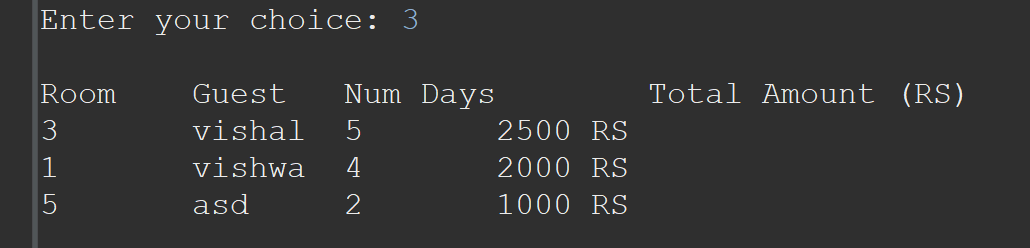 Enter your choice: 3
Room Guest Num Days Total Amount (RS)
3 vishal 5 2500 RS
1 vishwa 4 2000 RS
5 asd 2 1000 RS